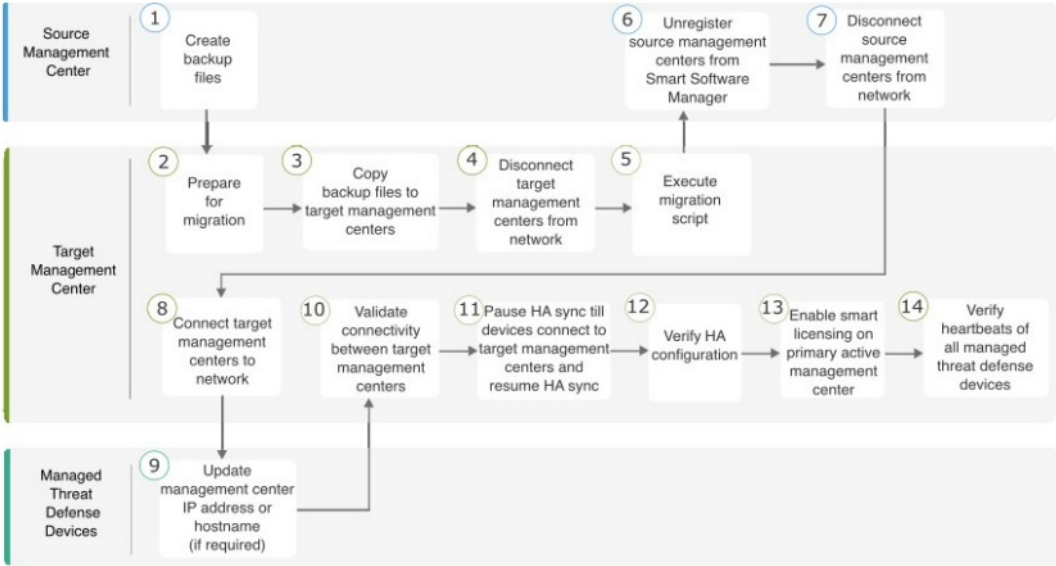 Source
Management
Center
1
Create
backup
files
6
Unregister
source management
centers from
Smart Software
Manager
7
Disconnect
source
management
centers from
network
Target
Management
Center
2
Prepare
for
migration
3
Copy
backup files to
target management
centers
4
Disconnect
target
management
centers from
network
5
Execute
migration
script
8
Connect target
management
centers to
network
10
Validate
connectivity
between target
management
centers
11
Pause HA sync till
devices connect to
target management
centers and
resume HA sync
12
Verify HA
configuration
13
Enable smart
licensing on
primary active
management
center
14
Verify
heartbeats of
all managed
threat defense
devices
Managed
Threat
Defense
Devices
9
Update
management center
IP address or
hostname
(if required)